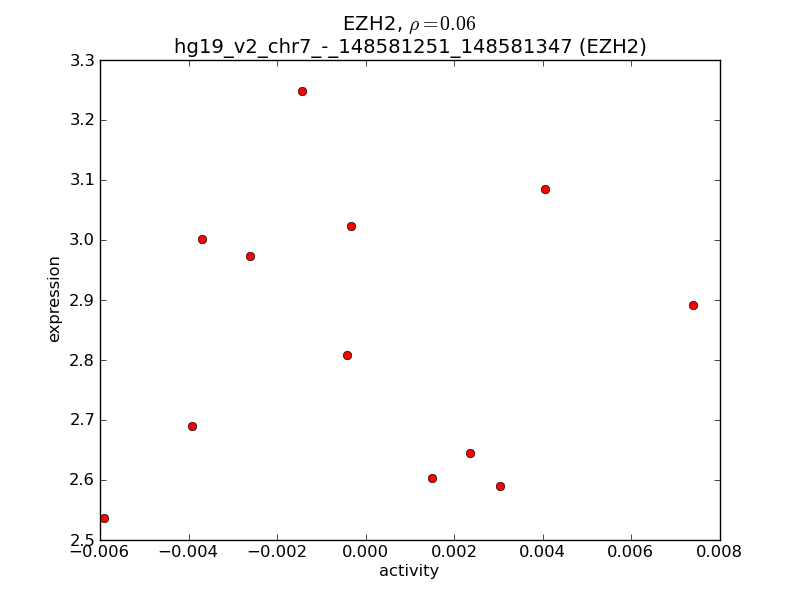 EZH2, ρ=0.06
hg19_v2_chr7_-_148581251_148581347 (EZH2)
3.3
3.2
3.1
3.0
2.9
2.8
2.7
2.6
2.5
expression
−0.006 −0.004 −0.002 0.000 0.002 0.004 0.006 0.008
activity